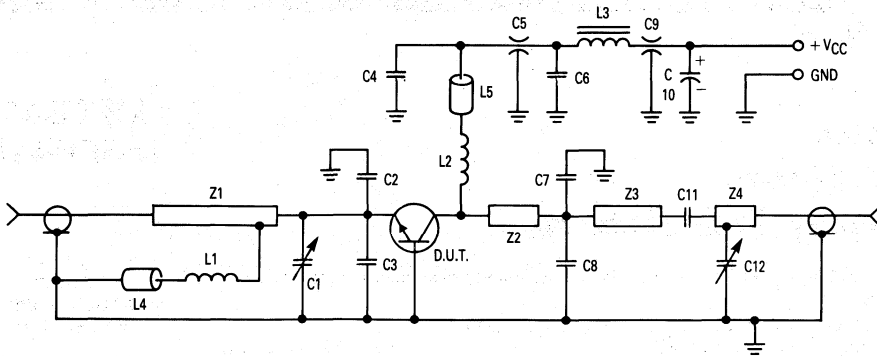 C5
L3
C9
+ VCC
C4
L5
C6
C
10
+
−
GND
L2
C2
C7
Z1
C11
Z4
Z3
Z2
D.U.T.
L1
L4
C1
C3
C8
C12